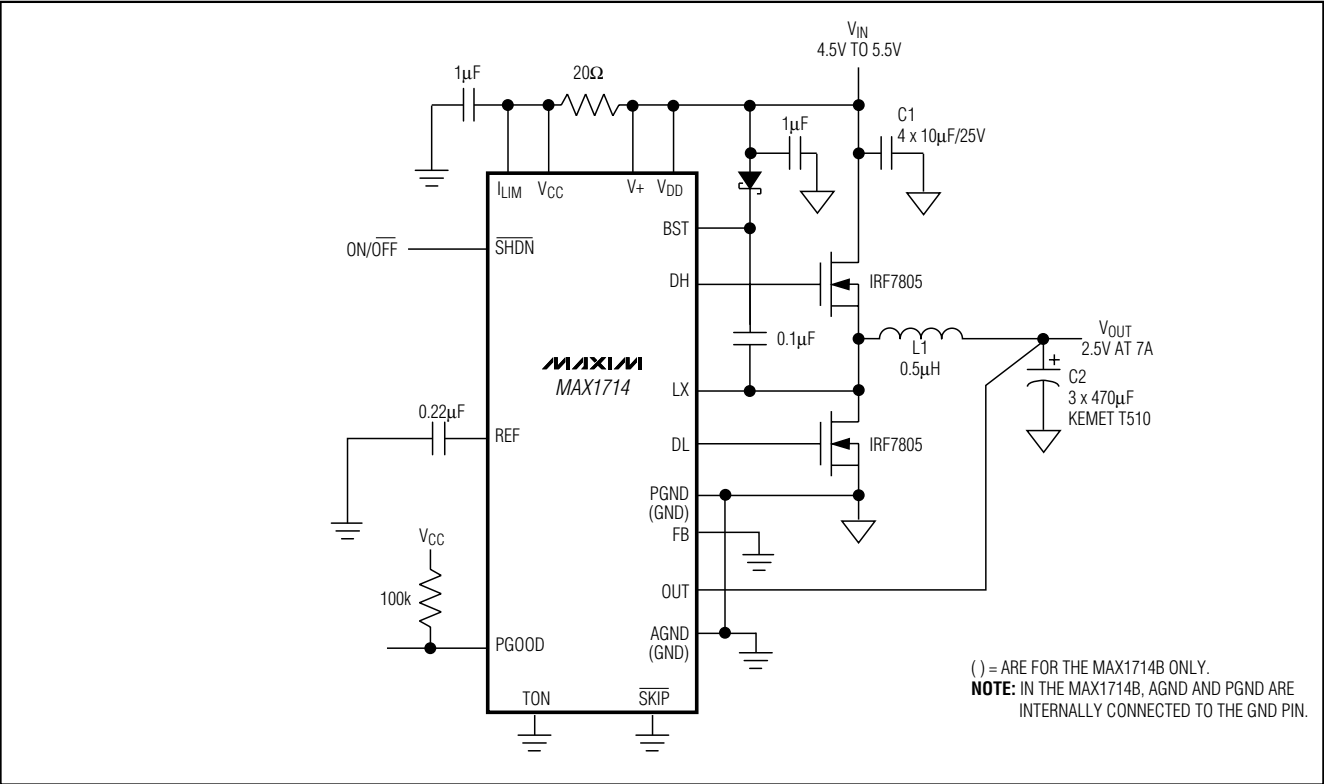 VIN
4.5V TO 5.5V
1µF
20Ω
1µF
C1
4 x 10µF/25V
ILIM
VCC
V+
VDD
BST
ON/OFF
SHDN
DH
IRF7805
0.1µF
L1
0.5µH
VOUT
2.5V AT 7A
+
C2
3 x 470µF
KEMET T510
MAXIM
MAX1714
LX
0.22µF
REF
DL
IRF7805
PGND
(GND)
FB
VCC
100k
OUT
PGOOD
AGND
(GND)
TON
SKIP
( ) = ARE FOR THE MAX1714B ONLY.
NOTE: IN THE MAX1714B, AGND AND PGND ARE
INTERNALLY CONNECTED TO THE GND PIN.